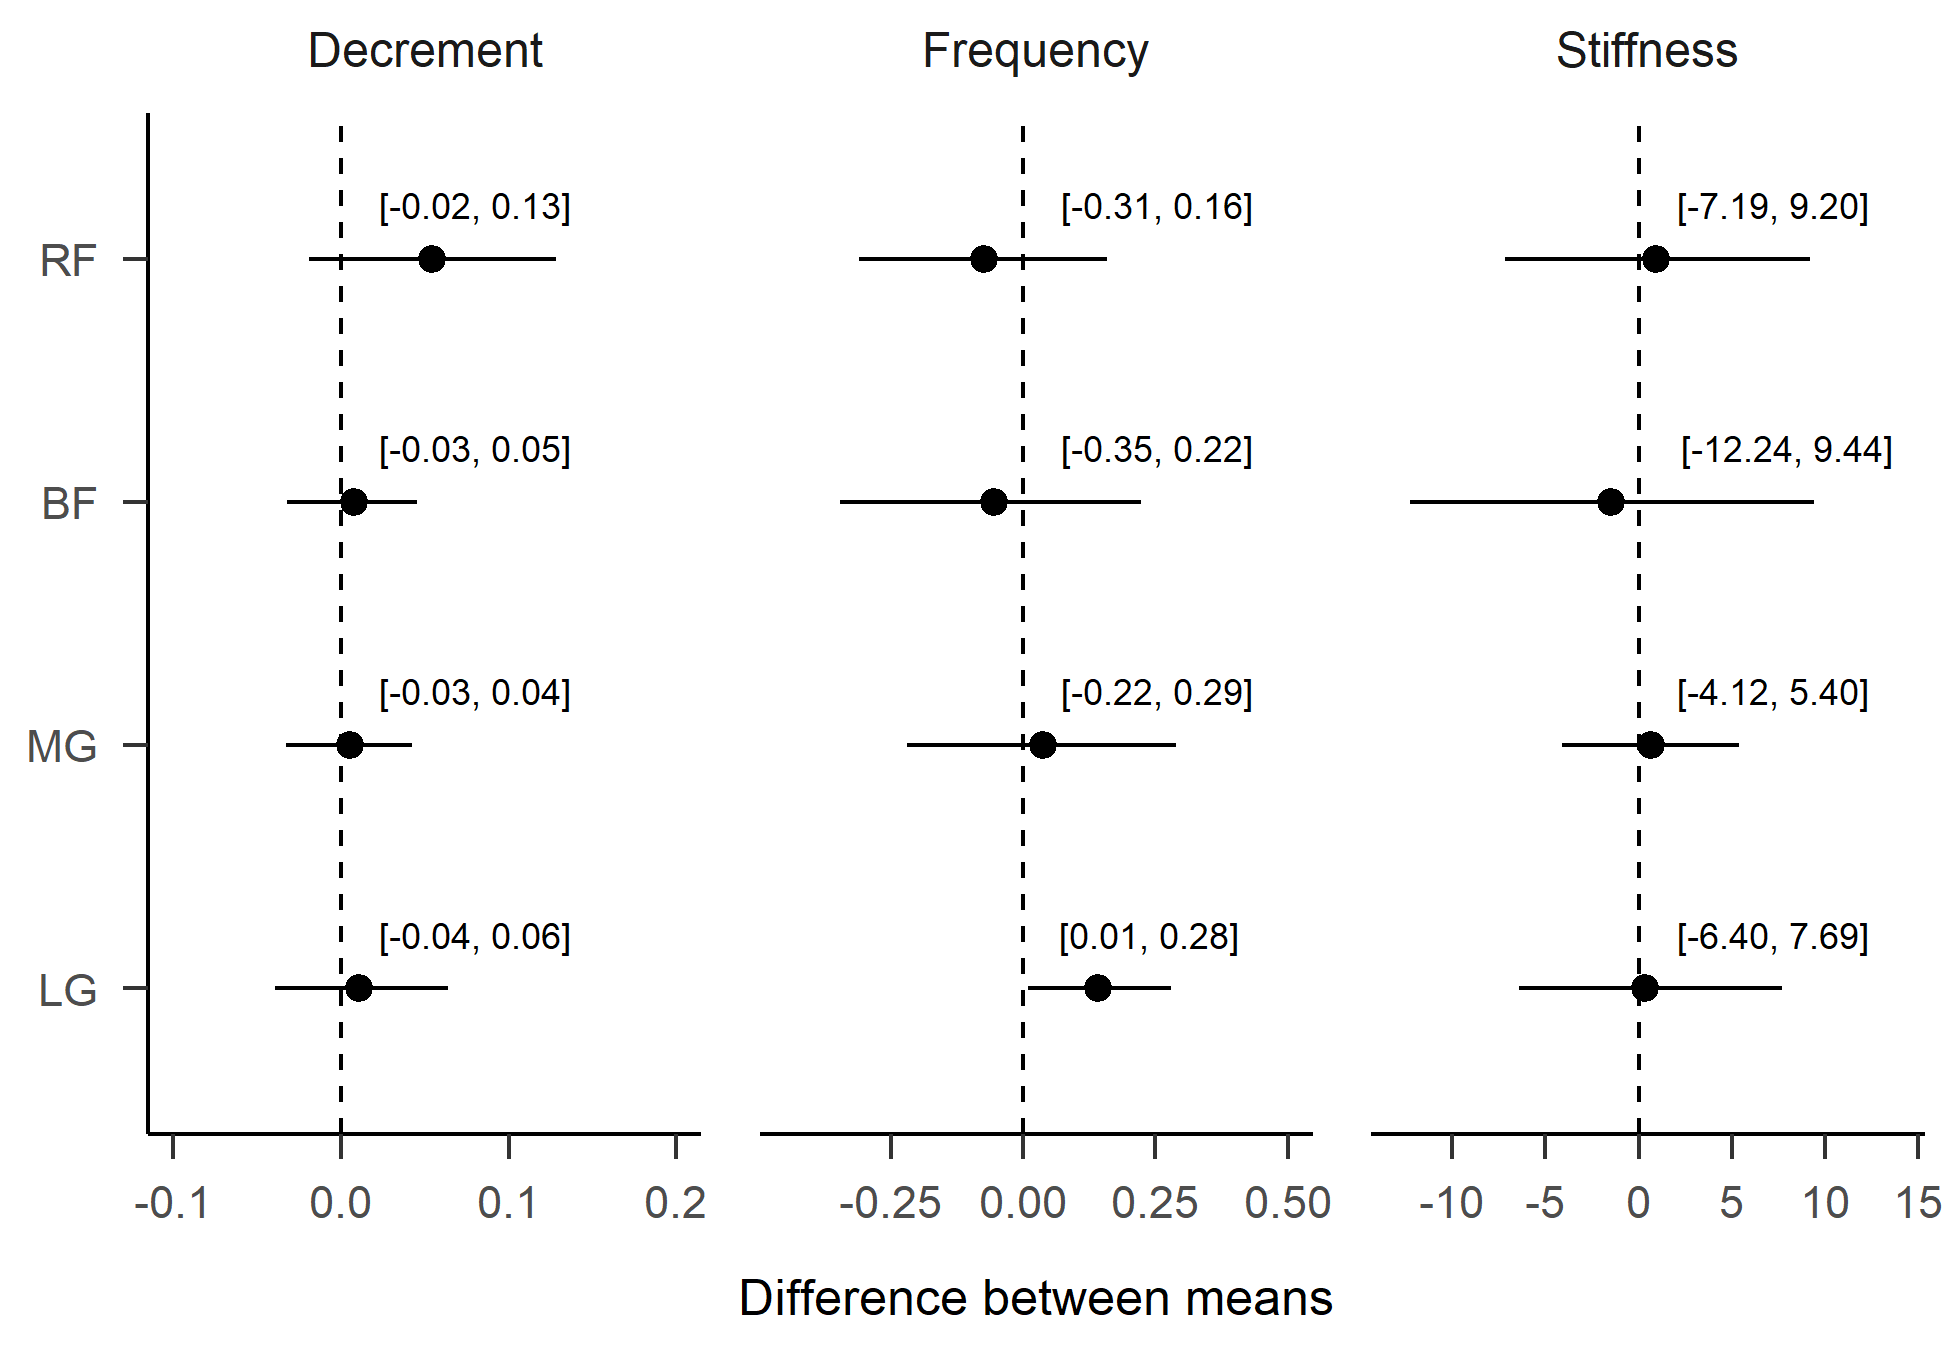 Decrement Frequency Stiffness
[-0.02, 0.13] [-0.31, 0.16] [-7.19, 9.20]
RF
[-0.03, 0.05] [-0.35, 0.22] [-12.24, 9.44]
BF
[-0.03, 0.04] [-0.22, 0.29] [-4.12, 5.40]
MG
[-0.04, 0.06] [0.01, 0.28] [-6.40, 7.69]
LG
-0.1 0.0 0.1 0.2 -0.25 0.00 0.25 0.50 -10 -5 0 5 10 15
Difference between means